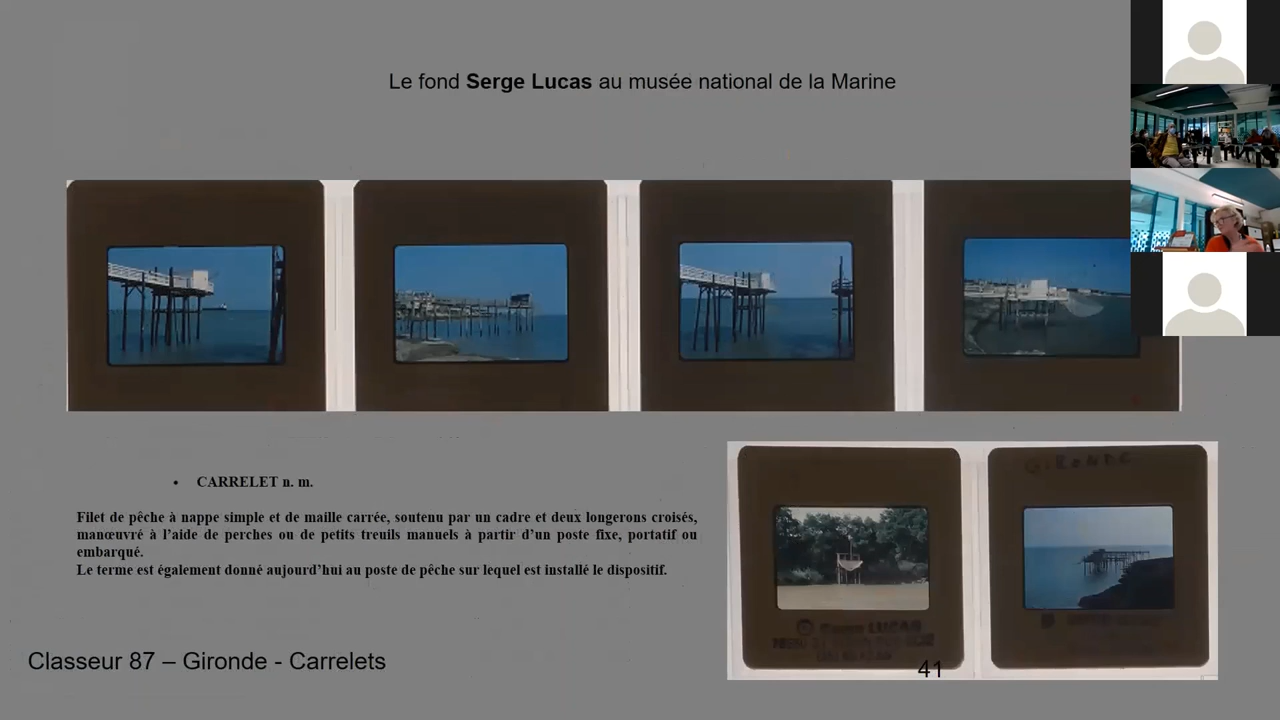 Le fond Serge Lucas au musée national de la Marine
• CARRELET n. m.
Filet de pêche à nappe simple et de maille carrée, soutenu par un cadre et deux longerons croisés,
manœuvré à l’aide de perches ou de petits treuils manuels à partir d’un poste fixe, portatif ou
embarqué.
Le terme est également donné aujourd’hui au poste de pêche sur lequel est installé le dispositif.
GIRONDE
LUCAS
Classeur 87 – Gironde - Carrelets
41